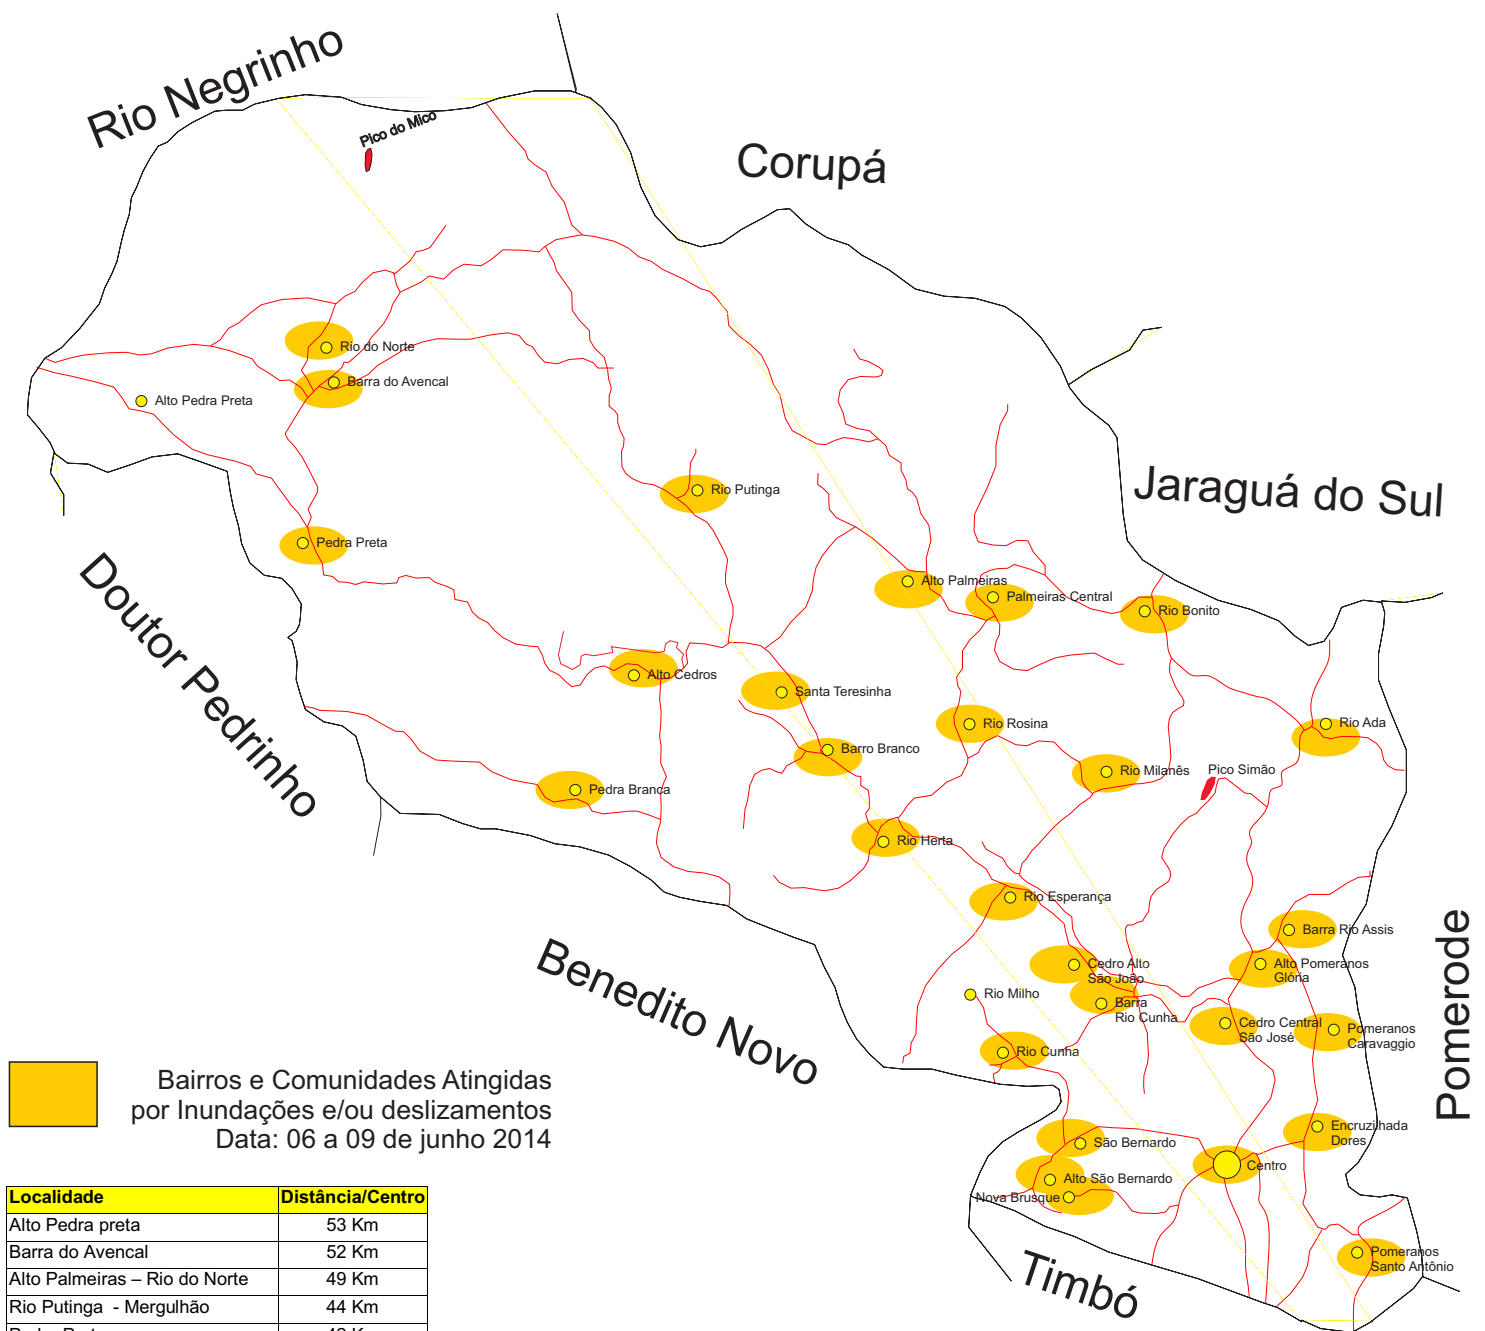 Rio Negrinho
Pico do Mico
Corupá
Rio do Norte
Barra do Avencal
Alto Pedra Preta
Rio Putinga
Jaraguá do Sul
Pedra Preta
Doutor Pedrinho
Alto Palmeiras
Palmeiras Central
Rio Bonito
Alto Cedros
Santa Teresinha
Rio Rosina
Rio Ada
Barro Branco
Rio Milanês
Pico Simão
Pedra Branca
Rio Herta
Rio Esperança
Barra Rio Assis
Cedro Alto
São João
Alto Pomeranos
Glória
Rio Milho
Barra
Rio Cunha
Cedro Central
São José
Pomeranos
Caravaggio
Pomerode
Benedito Novo
Rio Cunha
Encruzilhada
Dores
São Bernardo
Centro
Alto São Bernardo
Nova Brusque
Pomeranos
Santo Antônio
Timbó
Bairros e Comunidades Atingidas
por Inundações e/ou deslizamentos
Data: 06 a 09 de junho 2014
Localidade Distância/Centro
Alto Pedra preta 53 Km
Barra do Avencal 52 Km
Alto Palmeiras – Rio do Norte 49 Km
Rio Putinga - Mergulhão 44 Km